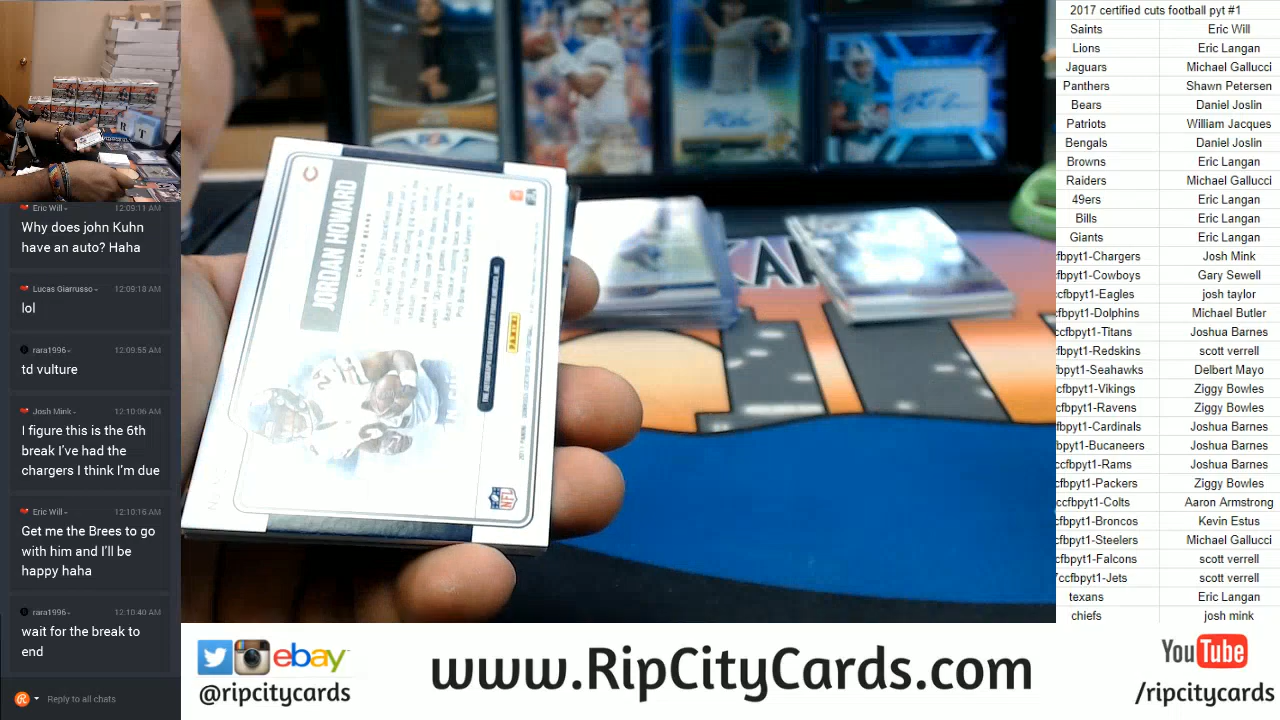 Eric Will 12:09:11 AM
Why does john Kuhn
have an auto? Haha
Lucas Giarrusso 12:09:18 AM
lol
rara1996 12:09:55 AM
td vulture
Josh Mink 12:10:06 AM
I figure this is the 6th
break I've had the
chargers I think I'm due
Eric Will 12:10:16 AM
Get me the Brees to go
with him and I'll be
happy haha
rara1996 12:10:40 AM
wait for the break to
end
Reply to all chats
JORDAN HOWARD
CHICAGO BEARS
PANINI
NFL
2017 certified cuts football pyt #1
Saints Eric Will
Lions Eric Langan
Jaguars Michael Gallucci
Panthers Shawn Petersen
Bears Daniel Joslin
Patriots William Jacques
Bengals Daniel Joslin
Browns Eric Langan
Raiders Michael Gallucci
49ers Eric Langan
Bills Eric Langan
Giants Eric Langan
cfbpyt1-Chargers Josh Mink
cfbpyt1-Cowboys Gary Sewell
ccfbpyt1-Eagles josh taylor
cfbpyt1-Dolphins Michael Butler
ccfbpyt1-Titans Joshua Barnes
cfbpyt1-Redskins scott verrell
fbpyt1-Seahawks Delbert Mayo
cfbpyt1-Vikings Ziggy Bowles
cfbpyt1-Ravens Ziggy Bowles
fbpyt1-Cardinals Joshua Barnes
bpyt1-Bucaneers Joshua Barnes
ccfbpyt1-Rams Joshua Barnes
cfbpyt1-Packers Ziggy Bowles
ccfbpyt1-Colts Aaron Armstrong
cfbpyt1-Broncos Kevin Estus
cfbpyt1-Steelers Michael Gallucci
cfbpyt1-Falcons scott verrell
ccfbpyt1-Jets scott verrell
texans Eric Langan
chiefs josh mink
ebay
@ripcitycards
www.RipCityCards.com
YouTube
/ripcitycards